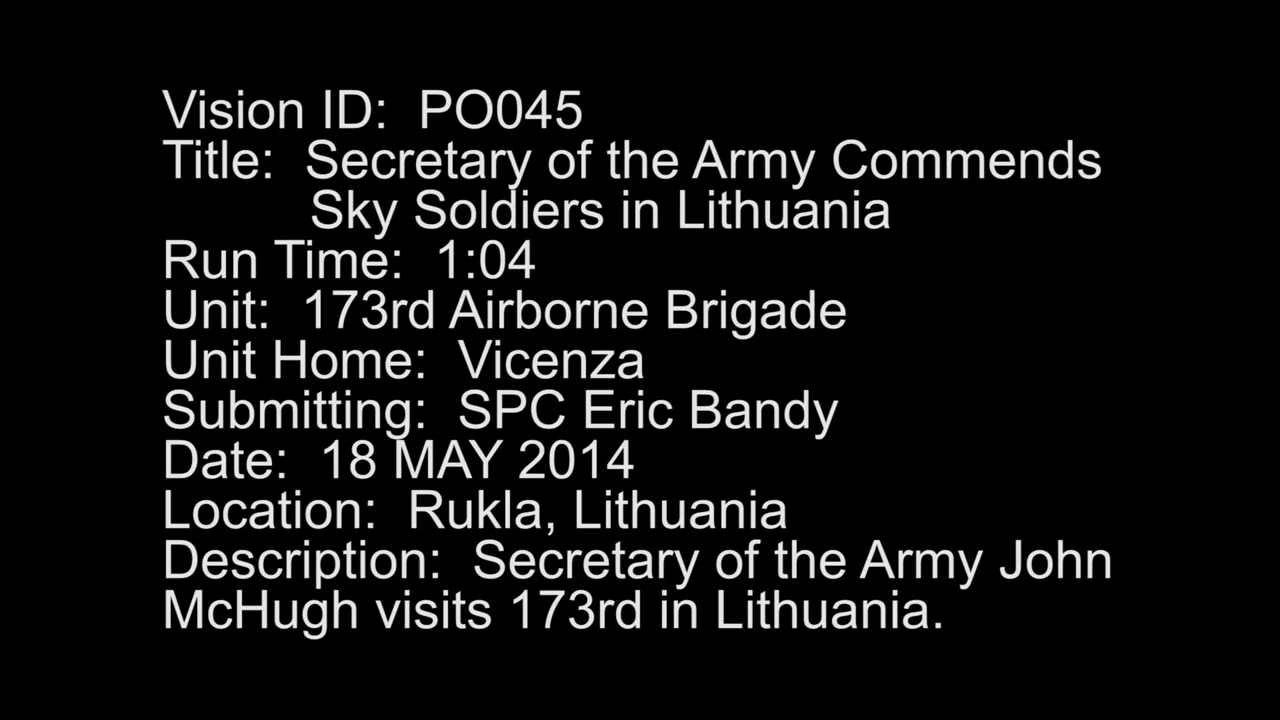 Vision ID: PO045
Title: Secretary of the Army Commends
Sky Soldiers in Lithuania
Run Time: 1:04
Unit: 173rd Airborne Brigade
Unit Home: Vicenza
Submitting: SPC Eric Bandy
Date: 18 MAY 2014
Location: Rukla, Lithuania
Description: Secretary of the Army John
McHugh visits 173rd in Lithuania.